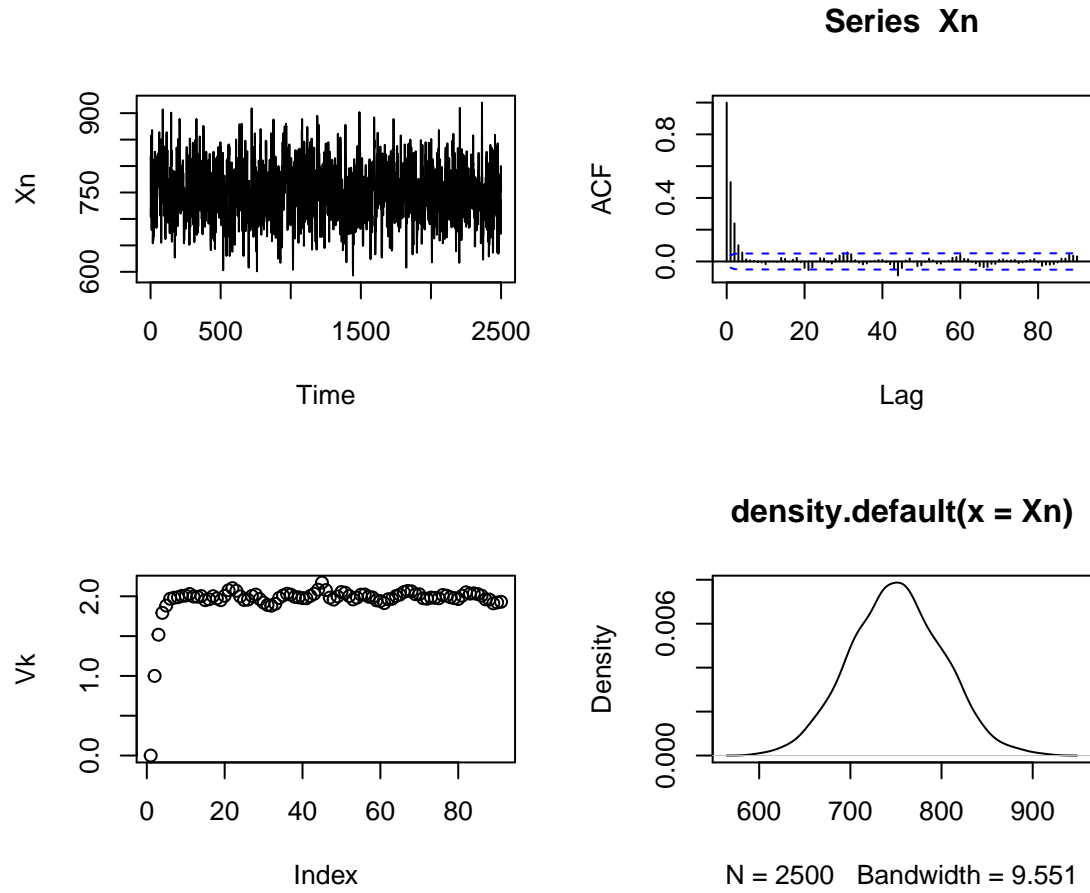 Series Xn
Xn
600 750 900
0 500 1500 2500
Time
ACF
0.0 0.4 0.8
0 20 40 60 80
Lag
Vk
0.0 1.0 2.0
0 20 40 60 80
Index
density.default(x = Xn)
Density
0.000 0.006
600 700 800 900
N = 2500 Bandwidth = 9.551